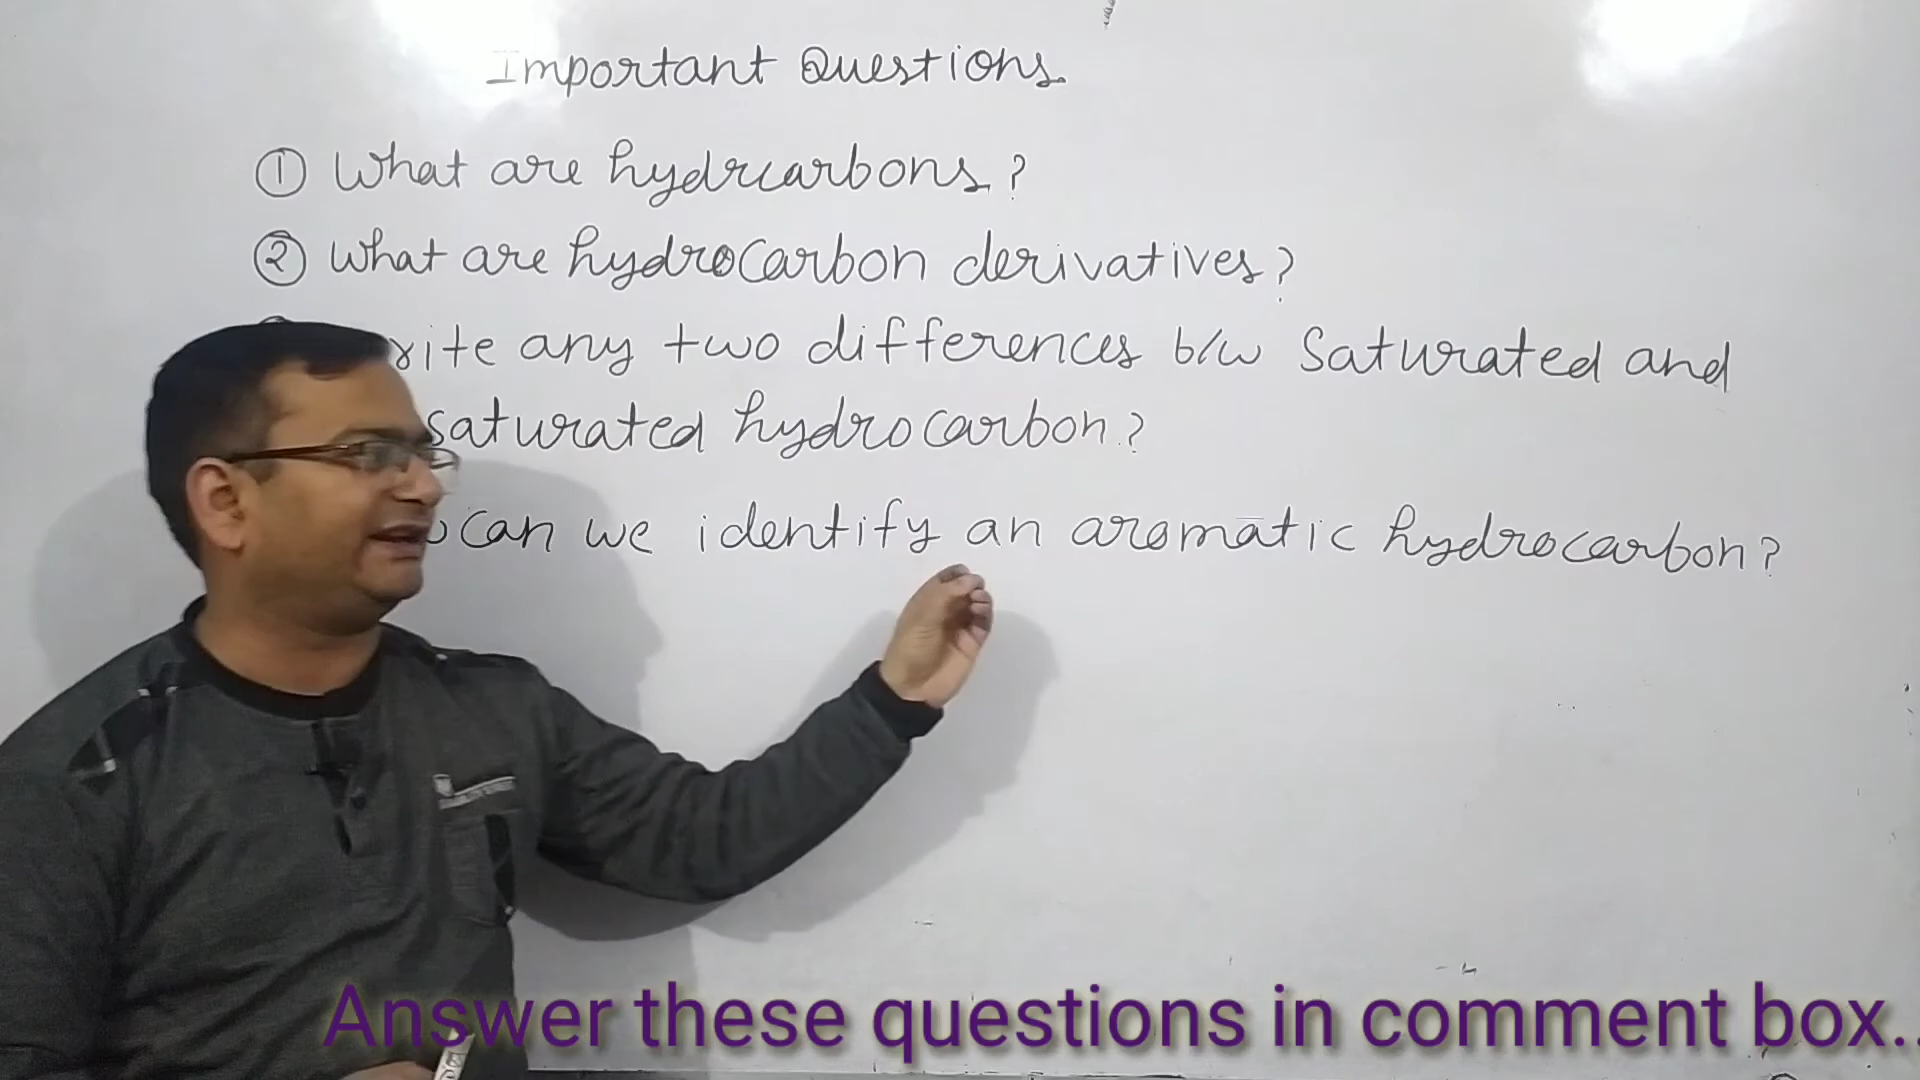 Important Questions.
① What are hydrcarbons?
② What are hydrocarbon derivatives?
rite any two differences b/w Saturated and
saturated hydrocarbon?
can we identify an aromatic hydrocarbon?
Answer these questions in comment box..